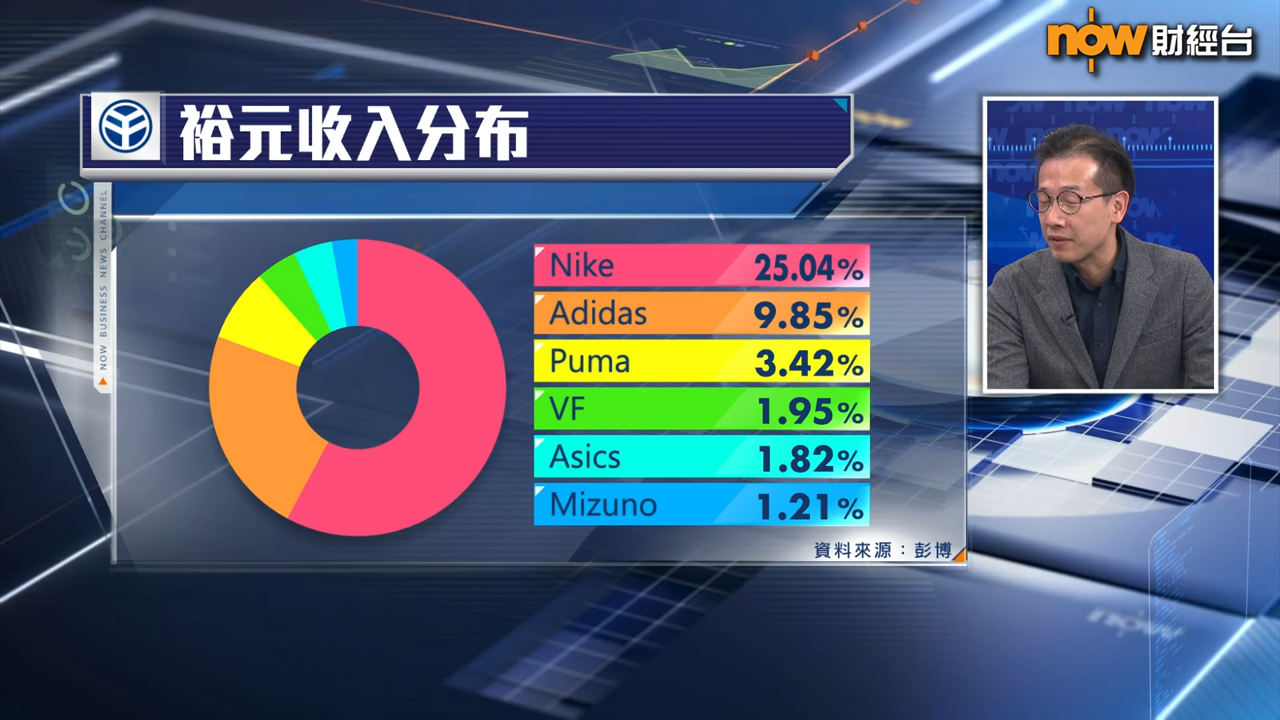 now財經台
裕元收入分布
NOW BUSINESS NEWS CHANNEL
Nike 25.04%
Adidas 9.85%
Puma 3.42%
VF 1.95%
Asics 1.82%
Mizuno 1.21%
資料來源：彭博